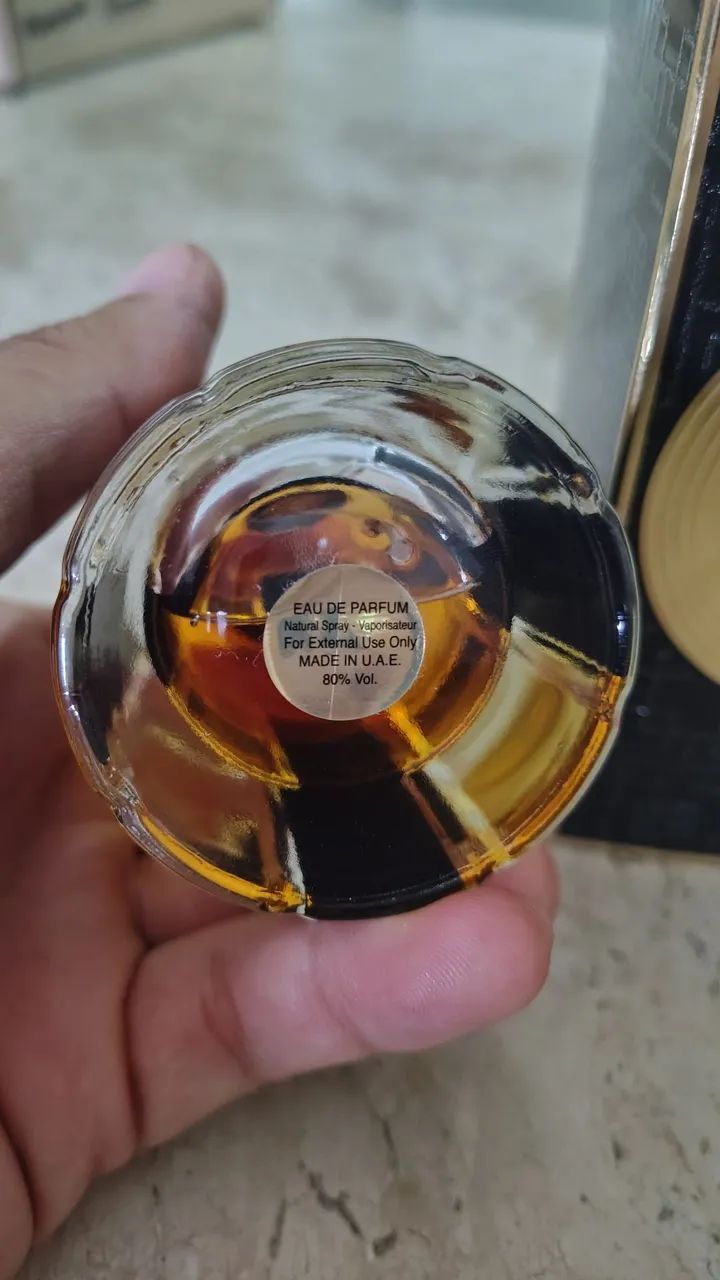 EAU DE PARFUM
Natural Spray - Vaporisateur
For External Use Only
MADE IN U.A.E.
80% Vol.